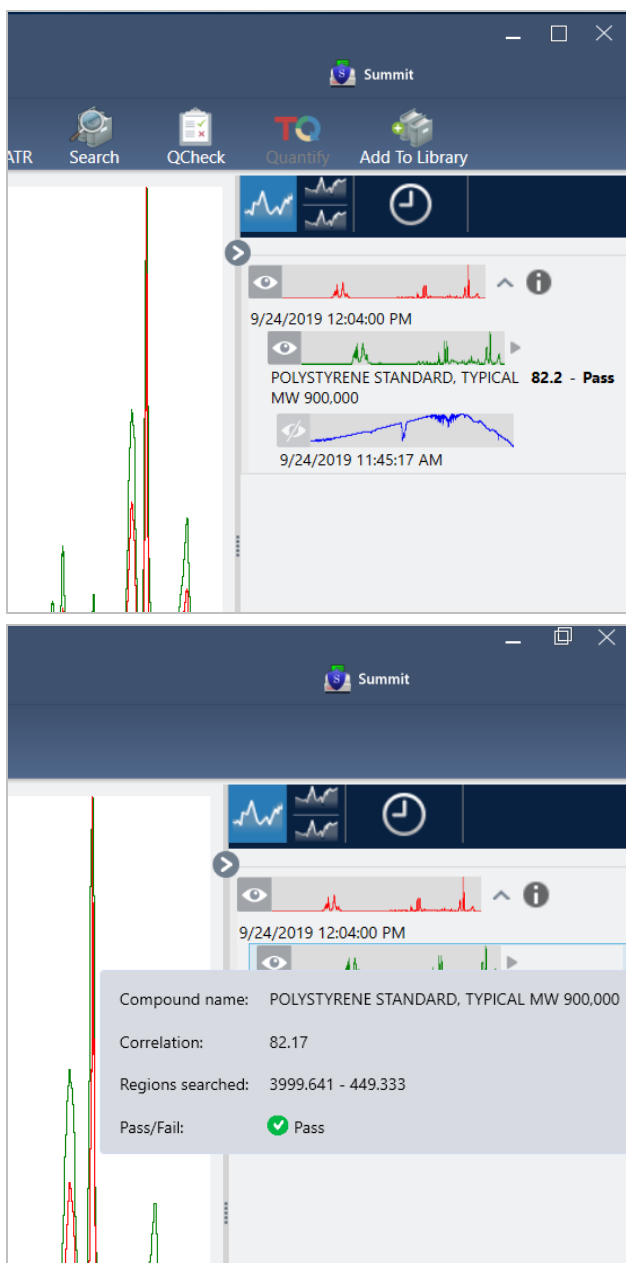 S Summit
ATR Search QCheck TQ Quantify Add To Library
9/24/2019 12:04:00 PM
POLYSTYRENE STANDARD, TYPICAL 82.2 - Pass
MW 900,000
9/24/2019 11:45:17 AM
S Summit
9/24/2019 12:04:00 PM
Compound name: POLYSTYRENE STANDARD, TYPICAL MW 900,000
Correlation: 82.17
Regions searched: 3999.641 - 449.333
Pass/Fail: Pass